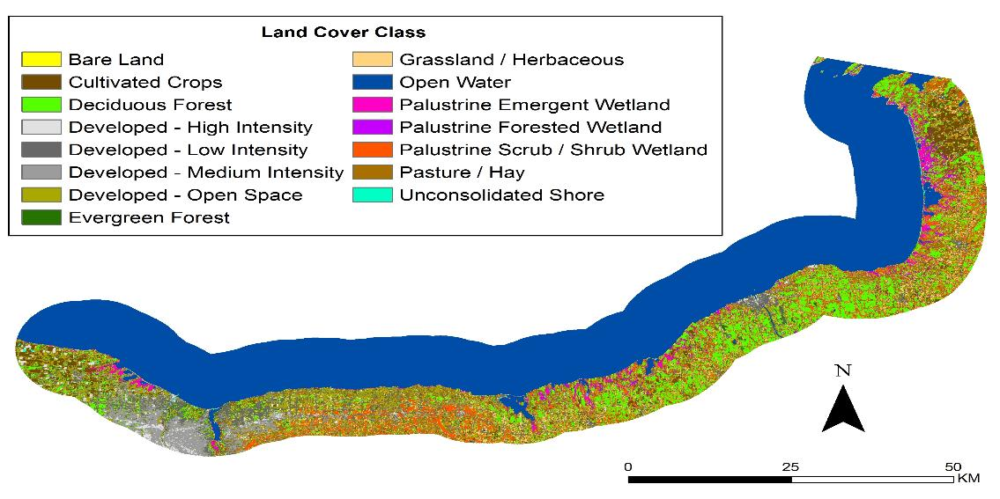 Land Cover Class
Bare Land
Cultivated Crops
Deciduous Forest
Developed - High Intensity
Developed - Low Intensity
Developed - Medium Intensity
Developed - Open Space
Evergreen Forest
Grassland / Herbaceous
Open Water
Palustrine Emergent Wetland
Palustrine Forested Wetland
Palustrine Scrub / Shrub Wetland
Pasture / Hay
Unconsolidated Shore
N
0 25 50
KM